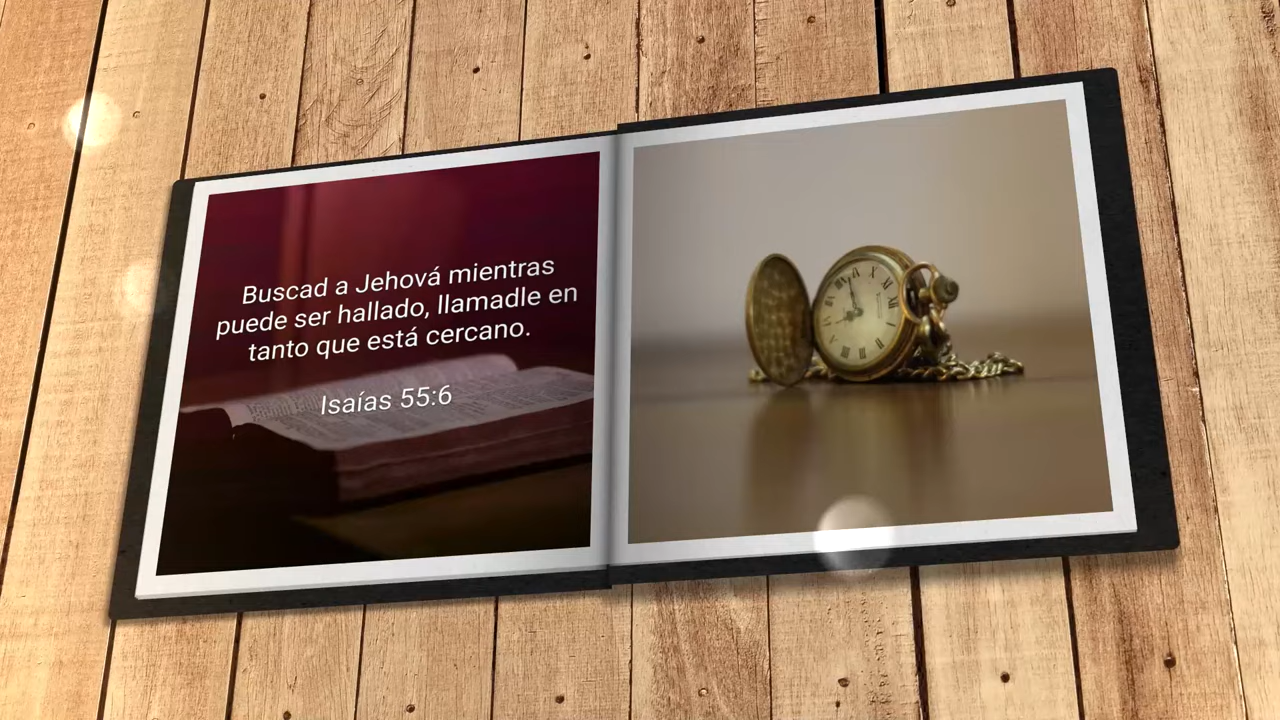 Buscad a Jehová mientras
puede ser hallado, llamadle en
tanto que está cercano.
Isaías 55:6